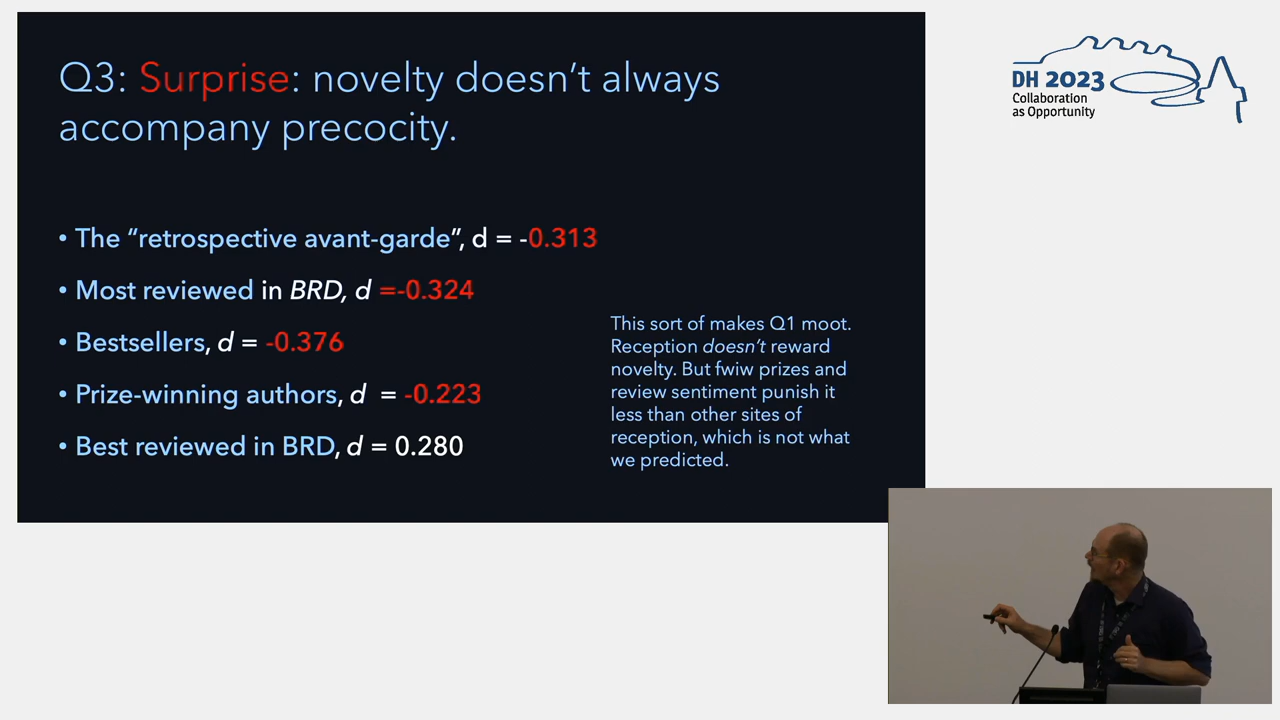 Q3: Surprise: novelty doesn’t always
accompany precocity.
• The “retrospective avant-garde”, d = -0.313
• Most reviewed in BRD, d =-0.324
• Bestsellers, d = -0.376
• Prize-winning authors, d = -0.223
• Best reviewed in BRD, d = 0.280
This sort of makes Q1 moot.
Reception doesn’t reward
novelty. But fwiw prizes and
review sentiment punish it
less than other sites of
reception, which is not what
we predicted.
DH 2023
Collaboration
as Opportunity